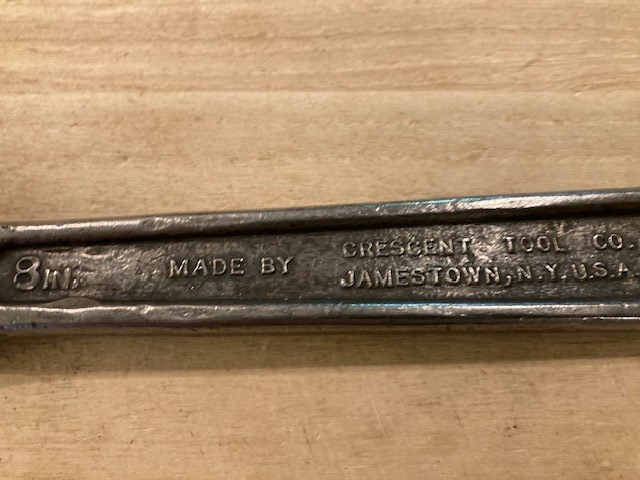 8IN.
MADE BY
CRESCENT TOOL CO.
JAMESTOWN, N.Y. U.S.A.